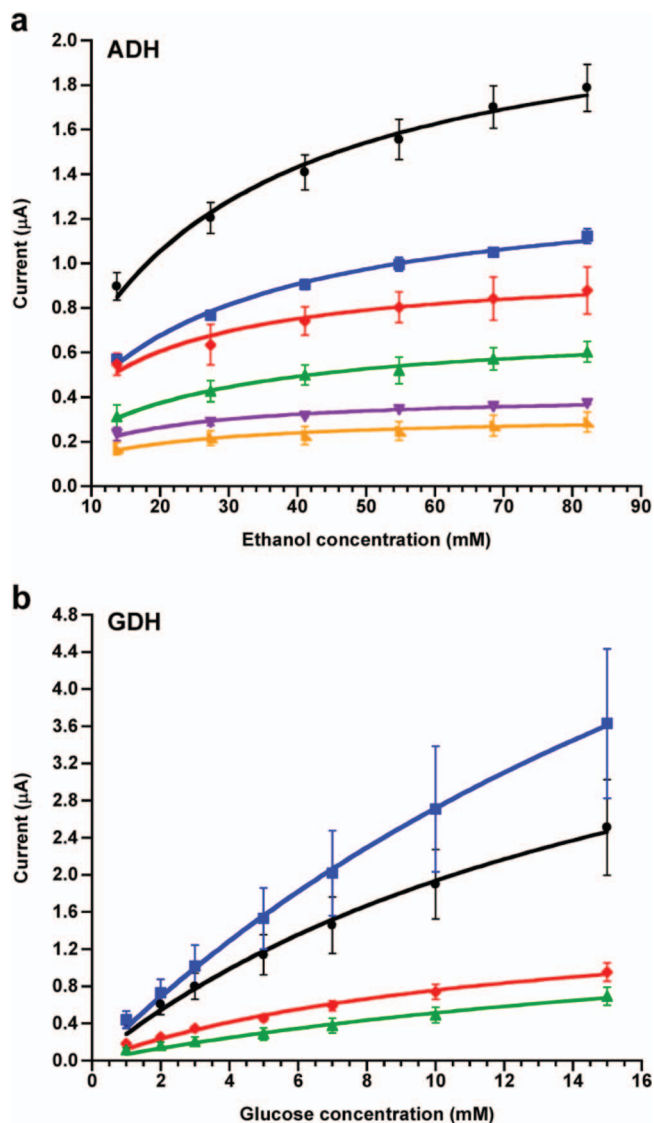 a
ADH
2.0
1.8
1.6
1.4
1.2
1.0
0.8
0.6
0.4
0.2
0.0
Current (μA)
10 20 30 40 50 60 70 80 90
Ethanol concentration (mM)
b
GDH
4.8
4.4
4.0
3.6
3.2
2.8
2.4
2.0
1.6
1.2
0.8
0.4
0.0
Current (μA)
0 2 4 6 8 10 12 14 16
Glucose concentration (mM)